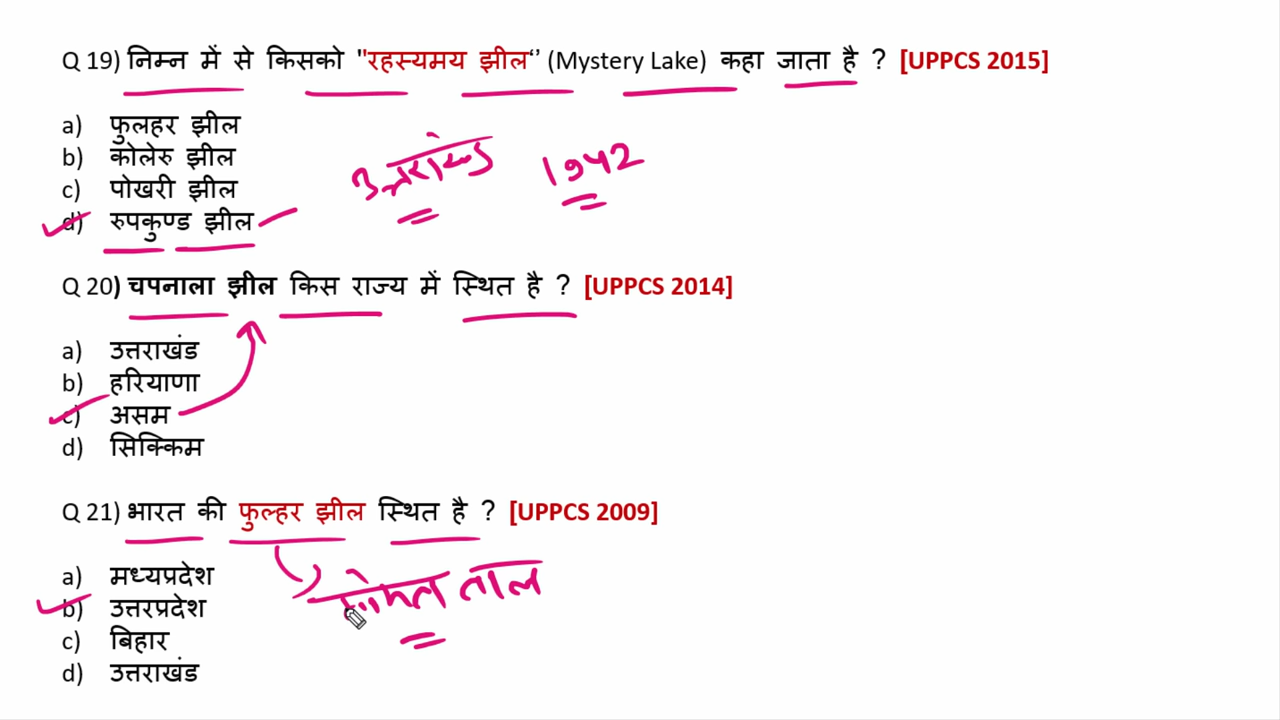 Q 19) निम्न में से किसको "रहस्यमय झील‘’ (Mystery Lake) कहा जाता है ? [UPPCS 2015]
a) फुलहर झील
b) कोलेरु झील
c) पोखरी झील
d) रुपकुण्ड झील
उत्तराखंड 1942
Q 20) चपनाला झील किस राज्य में स्थित है ? [UPPCS 2014]
a) उत्तराखंड
b) हरियाणा
c) असम
d) सिक्किम
Q 21) भारत की फुल्हर झील स्थित है ? [UPPCS 2009]
a) मध्यप्रदेश
गोमत ताल
b) उत्तरप्रदेश
c) बिहार
d) उत्तराखंड